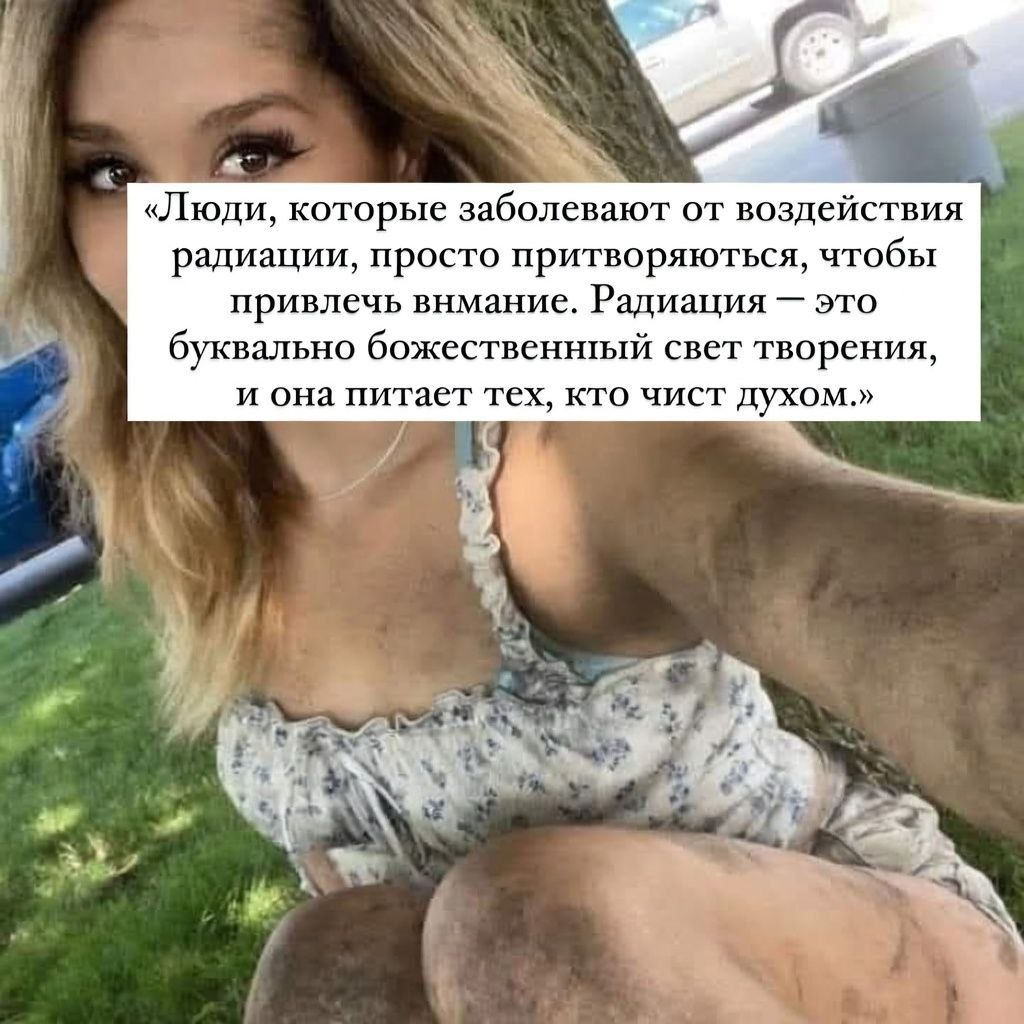 «Люди, которые заболевают от воздействия
радиации, просто притворяються, чтобы
привлечь внмание. Радиация — это
буквально божественный свет творения,
и она питает тех, кто чист духом.»